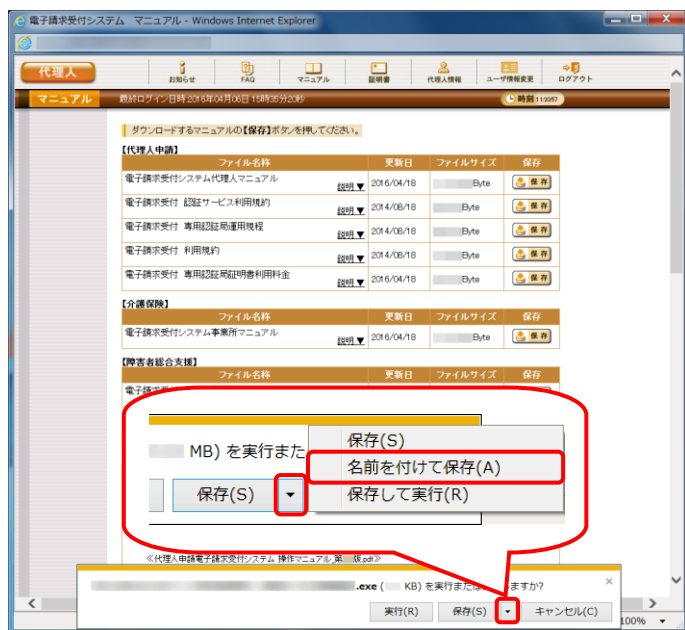 電子請求受付システム マニュアル - Windows Internet Explorer
代理人
お知らせ FAQ マニュアル 証明書 代理人情報 ユーザ情報変更 ログアウト
マニュアル 最終ログイン日時:2016年04月06日 15時35分20秒 時刻
ダウンロードするマニュアルの【保存】ボタンを押してください。
【代理人申請】
ファイル名称 更新日 ファイルサイズ 保存
電子請求受付システム代理人マニュアル 説明▼ 2016/04/18 Byte 保存
電子請求受付 認証サービス利用規約 説明▼ 2014/08/18 Byte 保存
電子請求受付 専用認証局運用規程 説明▼ 2014/08/18 Byte 保存
電子請求受付 利用規約 説明▼ 2014/08/18 Byte 保存
電子請求受付 専用認証局証明書利用料金 説明▼ 2016/04/18 Byte 保存
【介護保険】
ファイル名称 更新日 ファイルサイズ 保存
電子請求受付システム事業所マニュアル 説明▼ 2016/04/18 Byte 保存
【障害者総合支援】
ファイル名称 更新日 ファイルサイズ 保存
MB) を実行また
保存(S) ▼
保存(S)
名前を付けて保存(A)
保存して実行(R)
≪代理人申請電子請求受付システム 操作マニュアル_第 版.pdf≫
.exe ( KB) を実行または ますか?
×
実行(R) 保存(S) ▼ キャンセル(C)
100% ▼